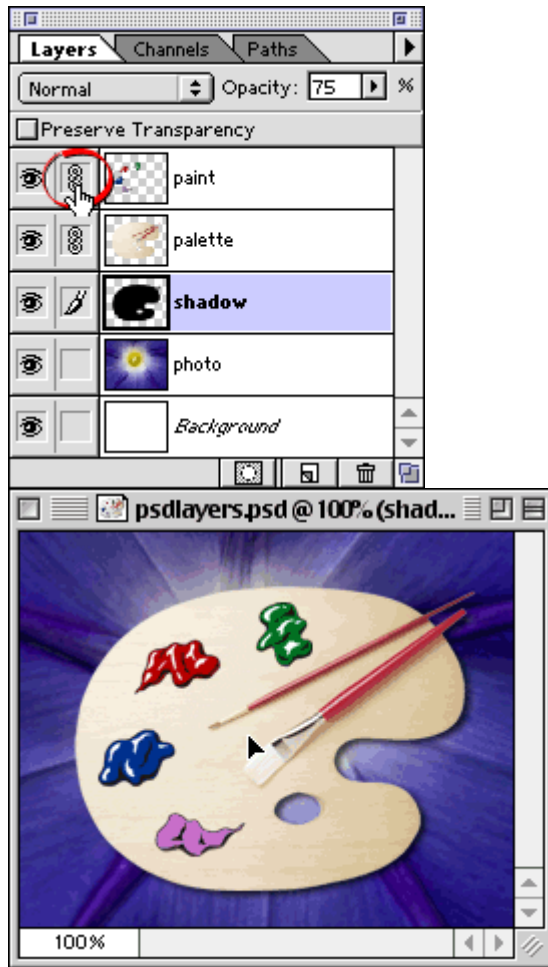 Layers Channels Paths
Normal Opacity: 75 %
Preserve Transparency
paint
palette
shadow
photo
Background
psdlayers.psd @ 100% (shad...
100%